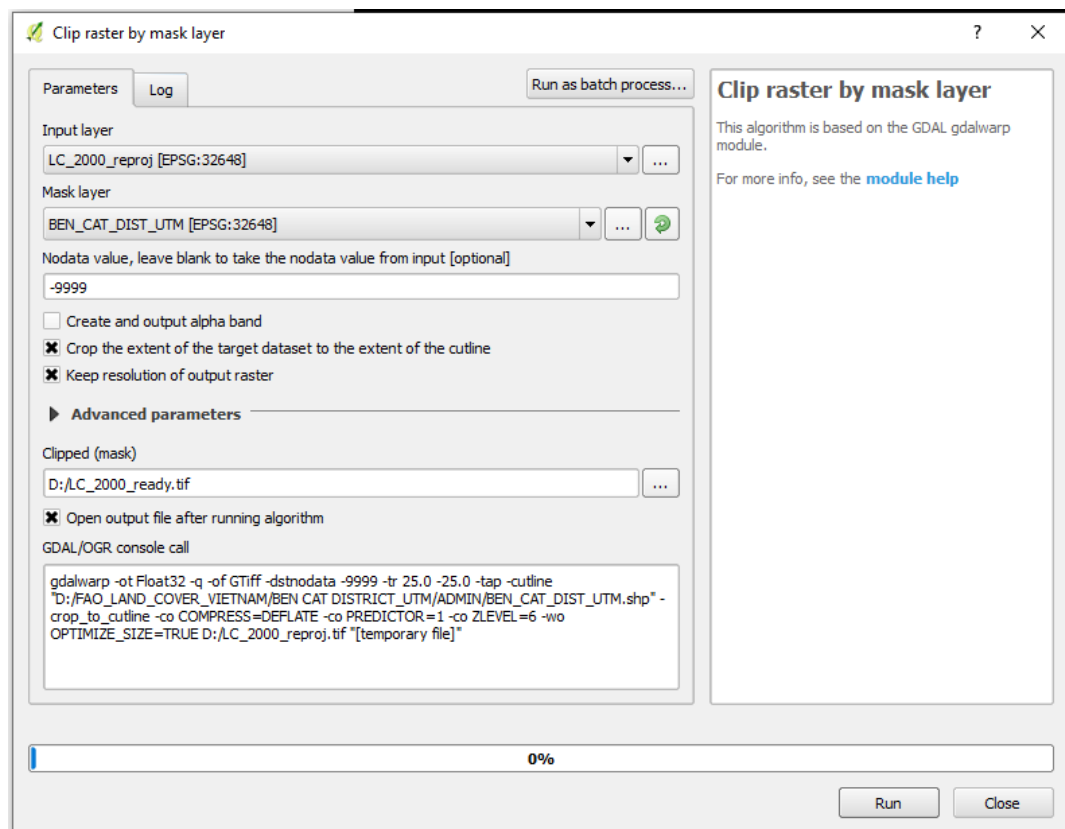 Clip raster by mask layer
? X
Parameters
Log
Run as batch process...
Input layer
LC_2000_reproj [EPSG:32648]
...
Mask layer
BEN_CAT_DIST_UTM [EPSG:32648]
...
Nodata value, leave blank to take the nodata value from input [optional]
-9999
Create and output alpha band
Crop the extent of the target dataset to the extent of the cutline
Keep resolution of output raster
Advanced parameters
Clipped (mask)
D:/LC_2000_ready.tif
...
Open output file after running algorithm
GDAL/OGR console call
gdalwarp -ot Float32 -q -of GTiff -dstnodata -9999 -tr 25.0 -25.0 -tap -cutline
"D:/FAO_LAND_COVER_VIETNAM/BEN CAT DISTRICT_UTM/ADMIN/BEN_CAT_DIST_UTM.shp" -
crop_to_cutline -co COMPRESS=DEFLATE -co PREDICTOR=1 -co ZLEVEL=6 -wo
OPTIMIZE_SIZE=TRUE D:/LC_2000_reproj.tif "[temporary file]"
Clip raster by mask layer
This algorithm is based on the GDAL gdalwarp
module.
For more info, see the module help
0%
Run
Close